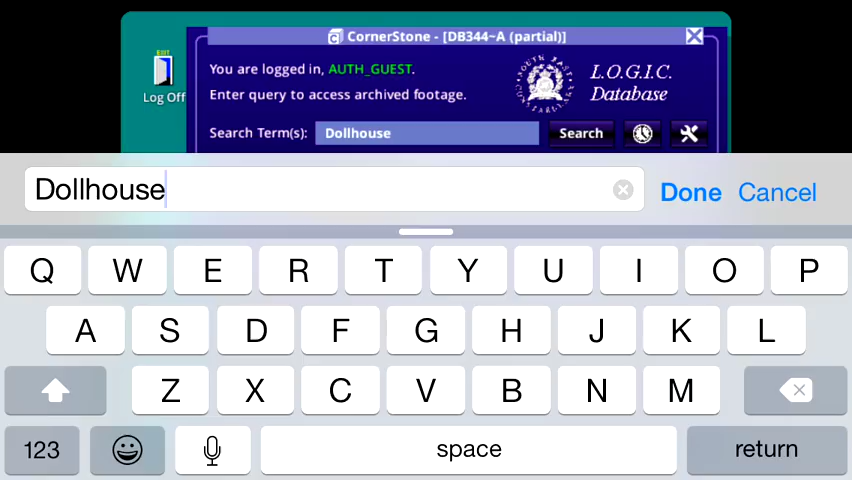 CornerStone - [DB344~A (partial)]
EXIT
Log Off
You are logged in, AUTH_GUEST.
Enter query to access archived footage.
L.O.G.I.C.
Database
Search Term(s): Dollhouse Search
Dollhouse Done Cancel
Q W E R T Y U I O P
A S D F G H J K L
Z X C V B N M
123 space return